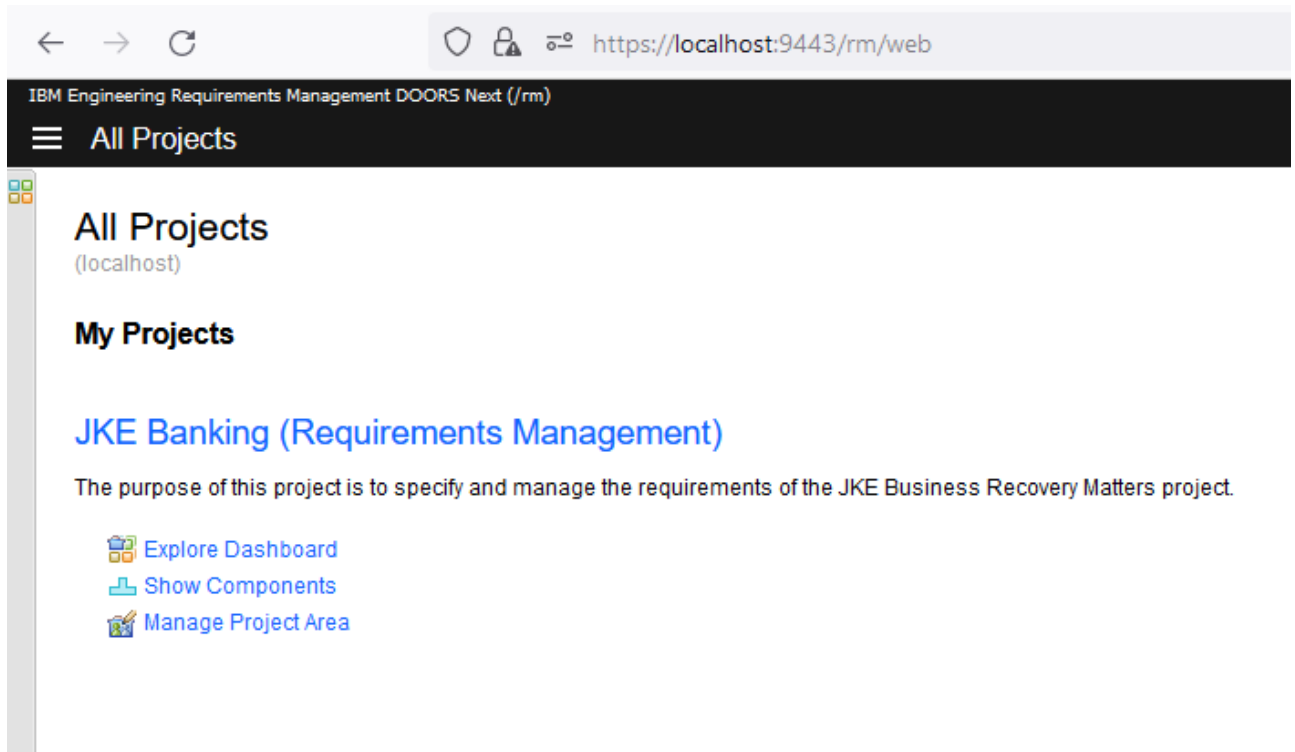 https://localhost:9443/rm/web
IBM Engineering Requirements Management DOORS Next (/rm)
All Projects
All Projects
(localhost)
My Projects
JKE Banking (Requirements Management)
The purpose of this project is to specify and manage the requirements of the JKE Business Recovery Matters project.
Explore Dashboard
Show Components
Manage Project Area